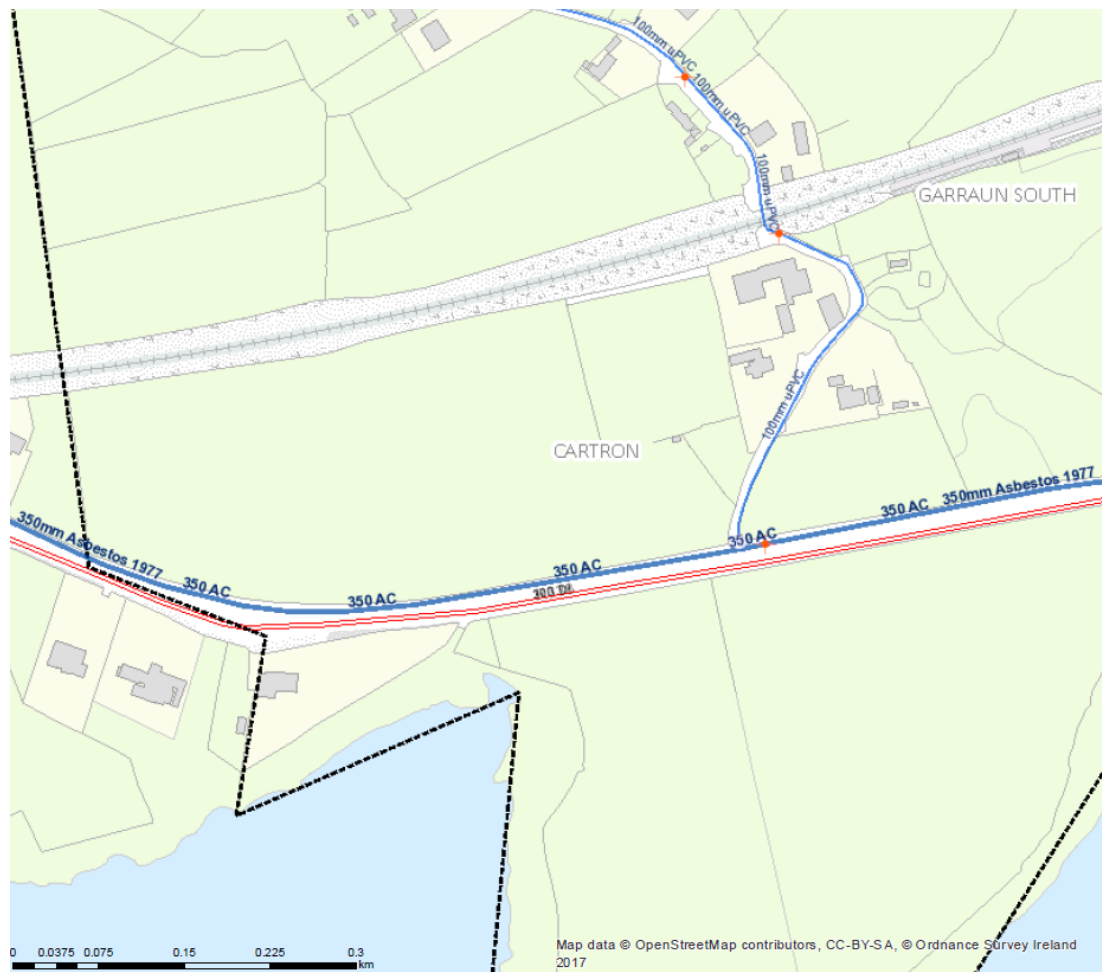 100mm uPVC
100mm uPVC
100mm uPVC
GARRAUN SOUTH
100mm uPVC
CARTRON
350mm Asbestos 1977
350 AC
350 AC
350 AC
350 AC
350 AC
350mm Asbestos 1977
0 0.0375 0.075 0.15 0.225 0.3
km
Map data © OpenStreetMap contributors, CC-BY-SA, © Ordnance Survey Ireland
2017